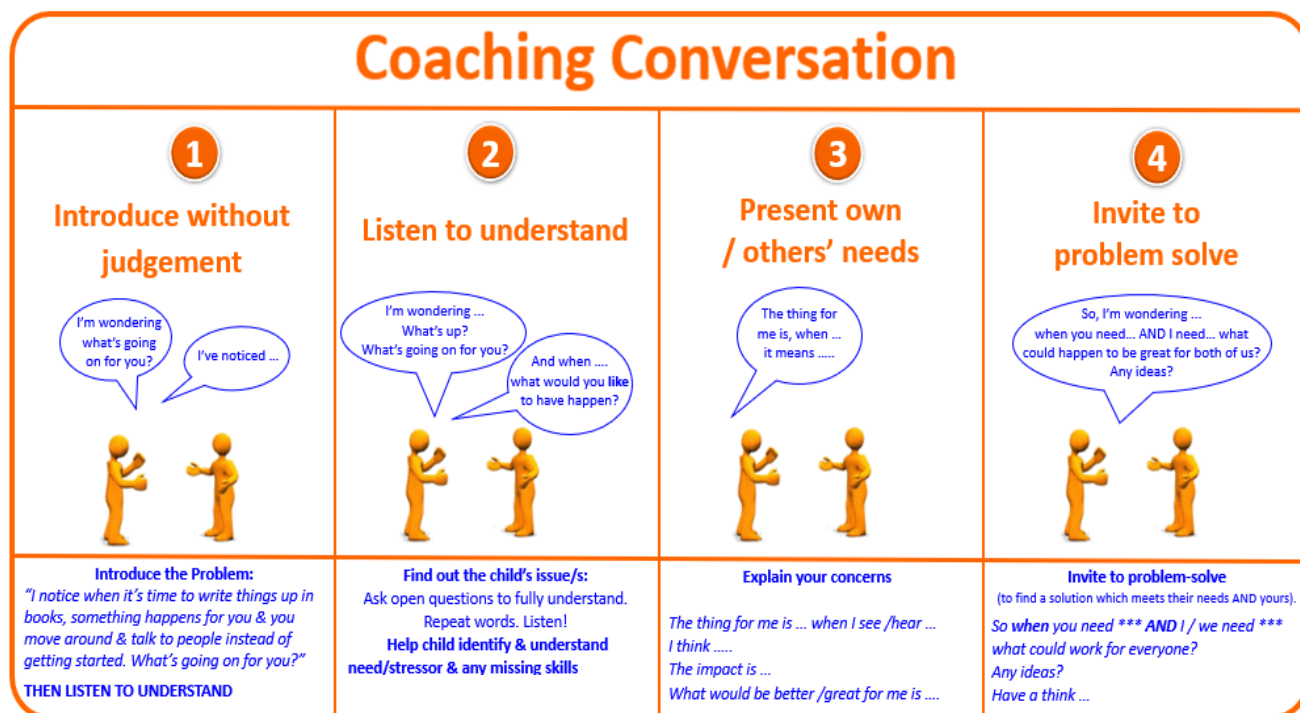 Coaching Conversation
1
Introduce without
judgement
I'm wondering
what's going
on for you?
I've noticed ...
Introduce the Problem:
"I notice when it's time to write things up in
books, something happens for you & you
move around & talk to people instead of
getting started. What's going on for you?"
THEN LISTEN TO UNDERSTAND
2
Listen to understand
I'm wondering ...
What's up?
What's going on for you?
And when ....
what would you like
to have happen?
Find out the child's issue/s:
Ask open questions to fully understand.
Repeat words. Listen!
Help child identify & understand
need/stressor & any missing skills
3
Present own
/ others' needs
The thing for
me is, when ...
it means .....
Explain your concerns
The thing for me is ... when I see /hear ...
I think .....
The impact is ...
What would be better /great for me is ....
4
Invite to
problem solve
So, I'm wondering ...
when you need... AND I need... what
could happen to be great for both of us?
Any ideas?
Invite to problem-solve
(to find a solution which meets their needs AND yours).
So when you need *** AND I / we need ***
what could work for everyone?
Any ideas?
Have a think ...